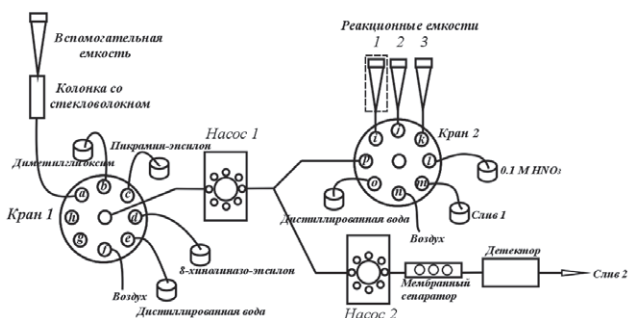 Реакционные емкости
1 2 3
Вспомогательная
емкость
Колонка со
стекловолокном
Пикрамин-эпсилон
Диметилглиоксим
Насос 1
Кран 2
Кран 1
a
b
c
d
e
f
g
h
i
j
k
l
m
n
o
p
0.1 М HNO₃
Дистиллированная вода
Слив 1
Воздух
8-хинолиназо-эпсилон
Воздух
Дистиллированная вода
Детектор
Мембранный
сепаратор
Слив 2
Насос 2